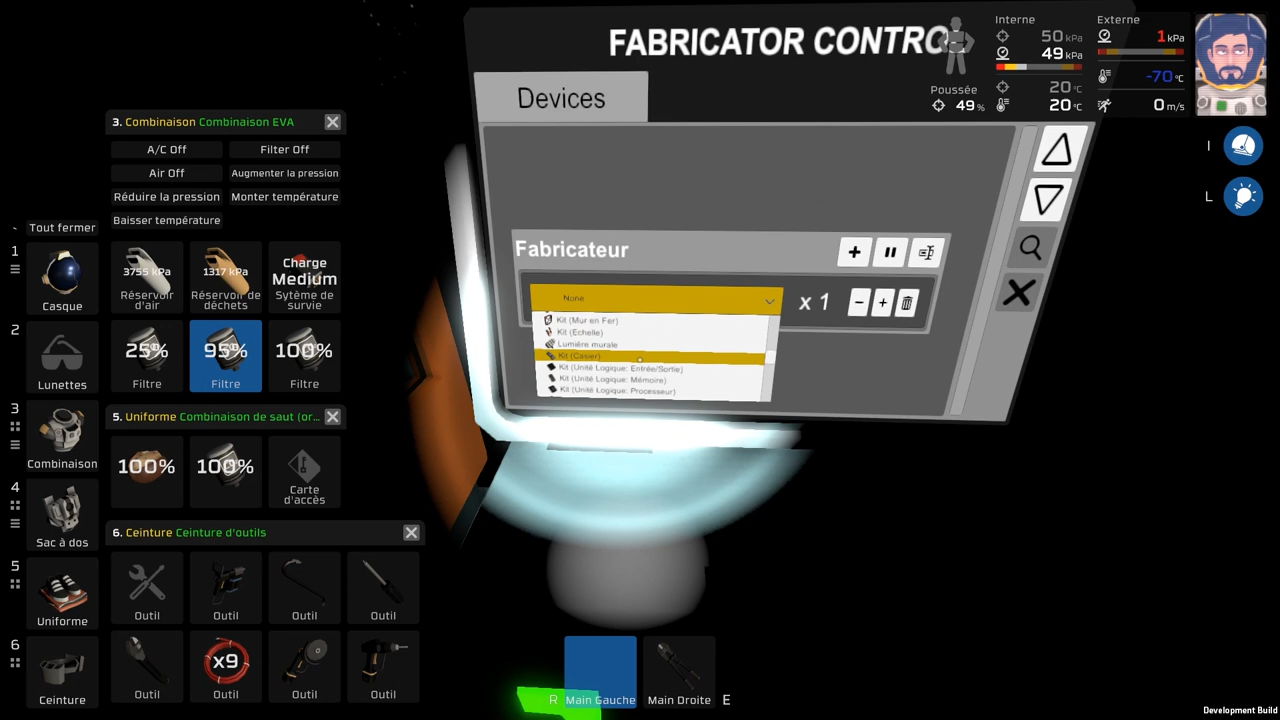 FABRICATOR CONTRO
Devices
Interne
50 kPa
49 kPa
20 °C
20 °C
Externe
1 kPa
-70 °C
0 m/s
Poussée
49 %
I
L
3. Combinaison Combinaison EVA
A/C Off
Filter Off
Air Off
Augmenter la pression
Réduire la pression
Monter température
Baisser température
Tout fermer
1
Casque
2
Lunettes
3
Combinaison
4
Sac à dos
5
Uniforme
6
Ceinture
3755 kPa
Réservoir d'air
1317 kPa
Réservoir de déchets
Charge
Medium
Sytème de survie
25%
Filtre
95%
Filtre
100%
Filtre
5. Uniforme Combinaison de saut (or...
100%
100%
Carte d'accès
6. Ceinture Ceinture d'outils
Outil
Outil
Outil
Outil
Outil
x9
Outil
Outil
Outil
Fabricateur
None
x 1
Kit (Mur en Fer)
Kit (Echelle)
Lumière murale
Kit (Casier)
Kit (Unité Logique: Entrée/Sortie)
Kit (Unité Logique: Mémoire)
Kit (Unité Logique: Processeur)
R
Main Gauche
Main Droite
E
Development Build